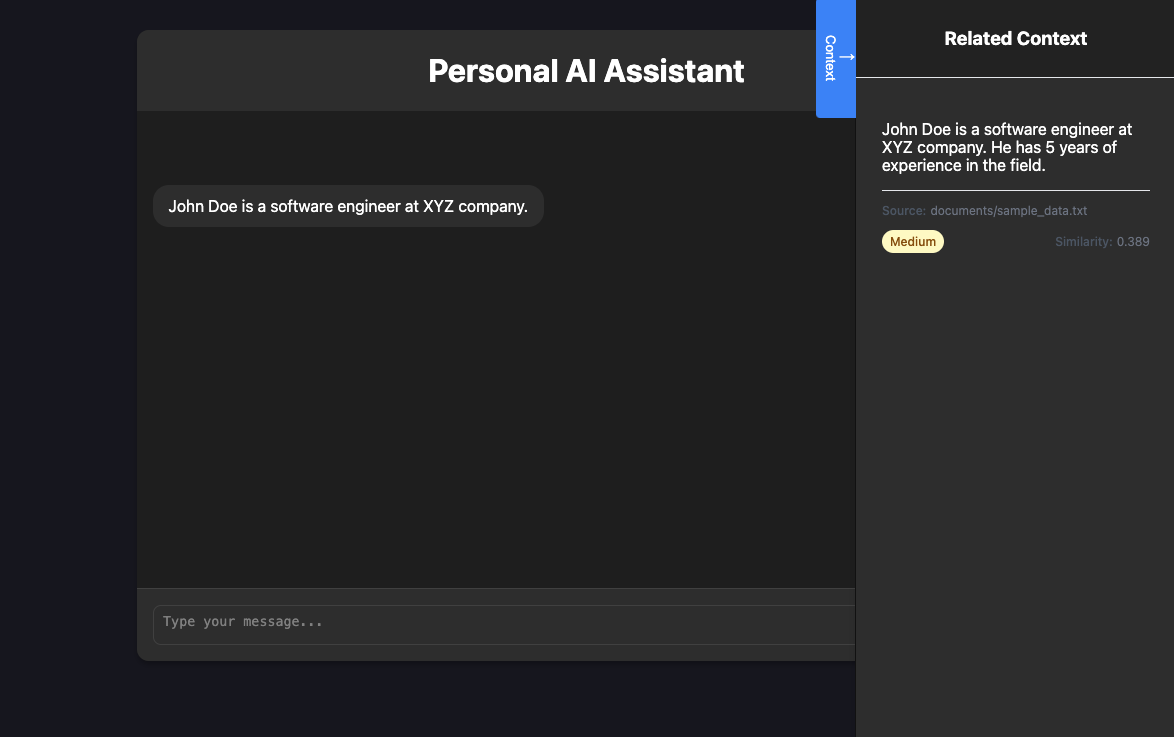 Personal AI Assistant
John Doe is a software engineer at XYZ company.
Type your message...
→
Context
Related Context
John Doe is a software engineer at
XYZ company. He has 5 years of
experience in the field.
Source: documents/sample_data.txt
Medium Similarity: 0.389